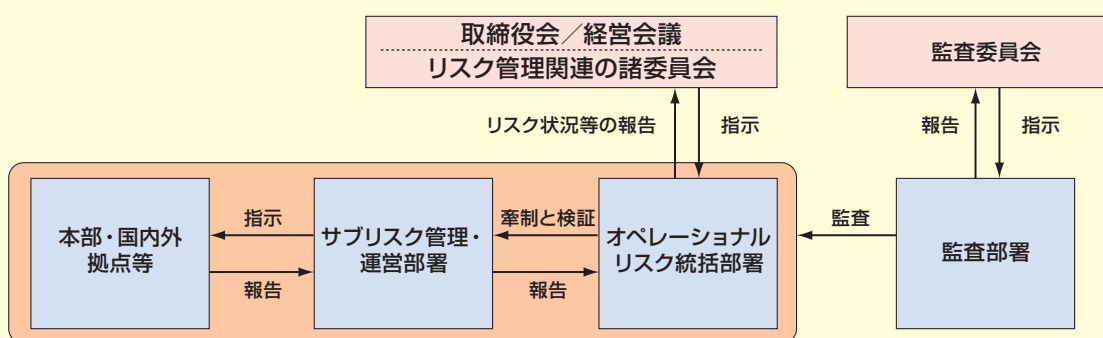 取締役会／経営会議
リスク管理関連の諸委員会
監査委員会
リスク状況等の報告
指示
報告
指示
本部・国内外
拠点等
指示
報告
サブリスク管理・
運営部署
牽制と検証
報告
オペレーショナル
リスク統括部署
監査
監査部署